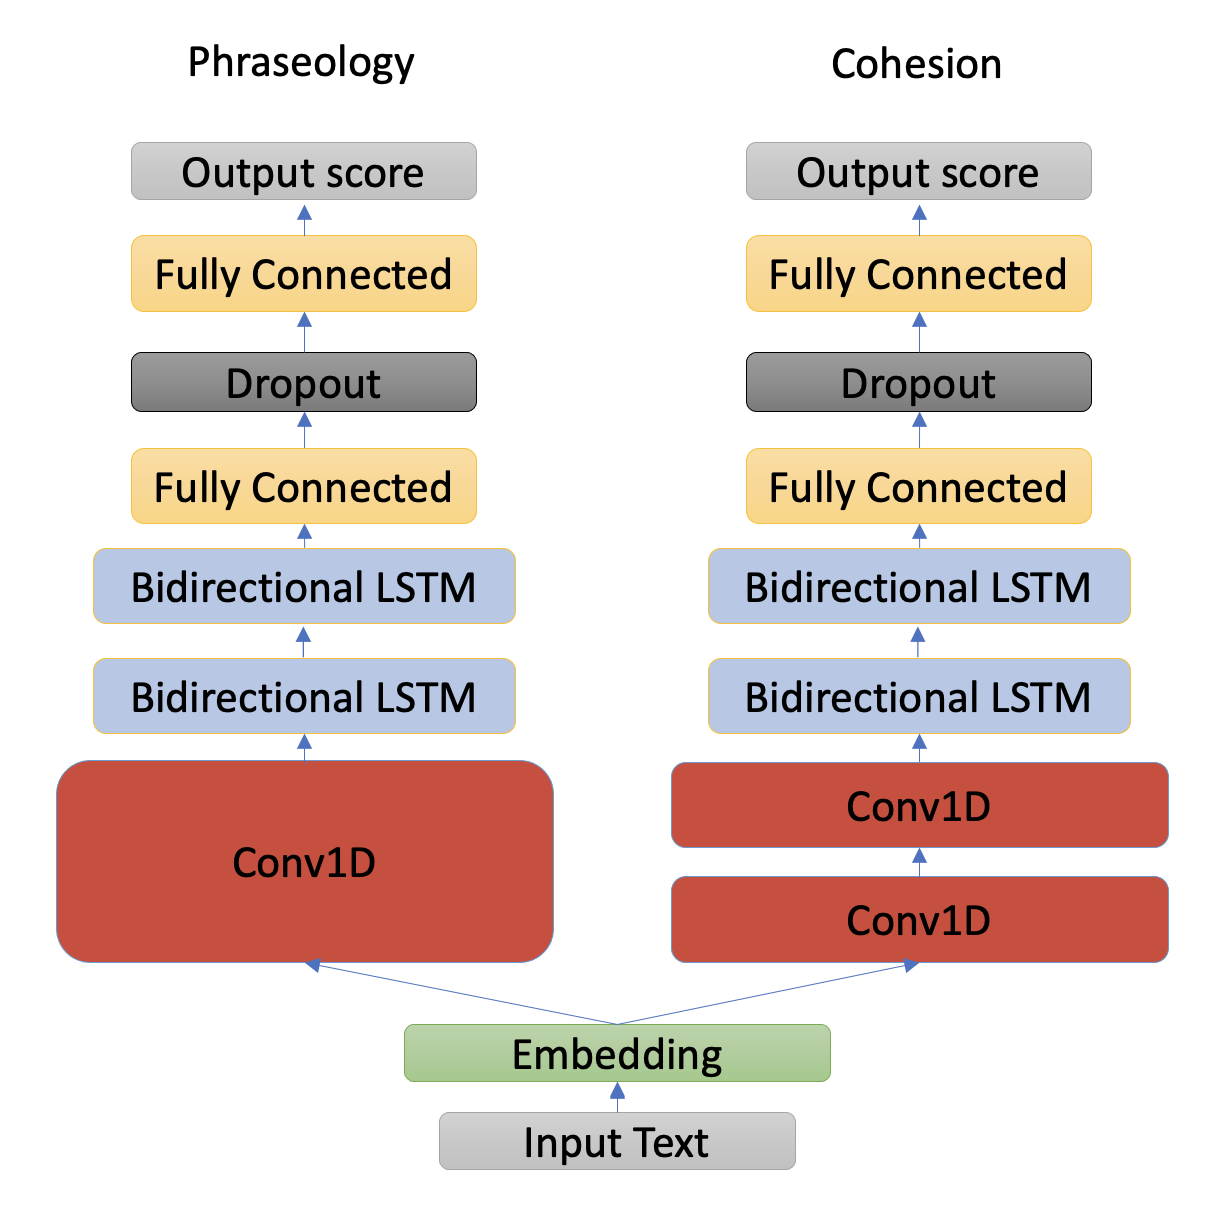 Phraseology
Output score
Fully Connected
Dropout
Fully Connected
Bidirectional LSTM
Bidirectional LSTM
Conv1D
Cohesion
Output score
Fully Connected
Dropout
Fully Connected
Bidirectional LSTM
Bidirectional LSTM
Conv1D
Conv1D
Embedding
Input Text